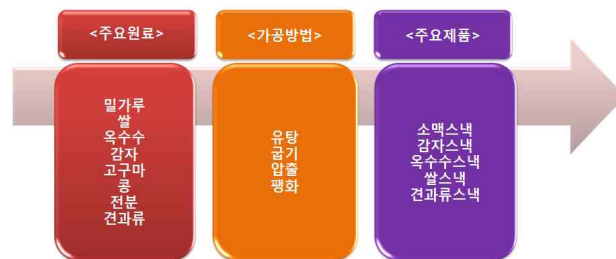 <주요원료>
밀가루
쌀
옥수수
감자
고구마
콩
전분
견과류
<가공방법>
유탕
굽기
압출
팽화
<주요제품>
소맥스낵
감자스낵
옥수수스낵
쌀스낵
견과류스낵